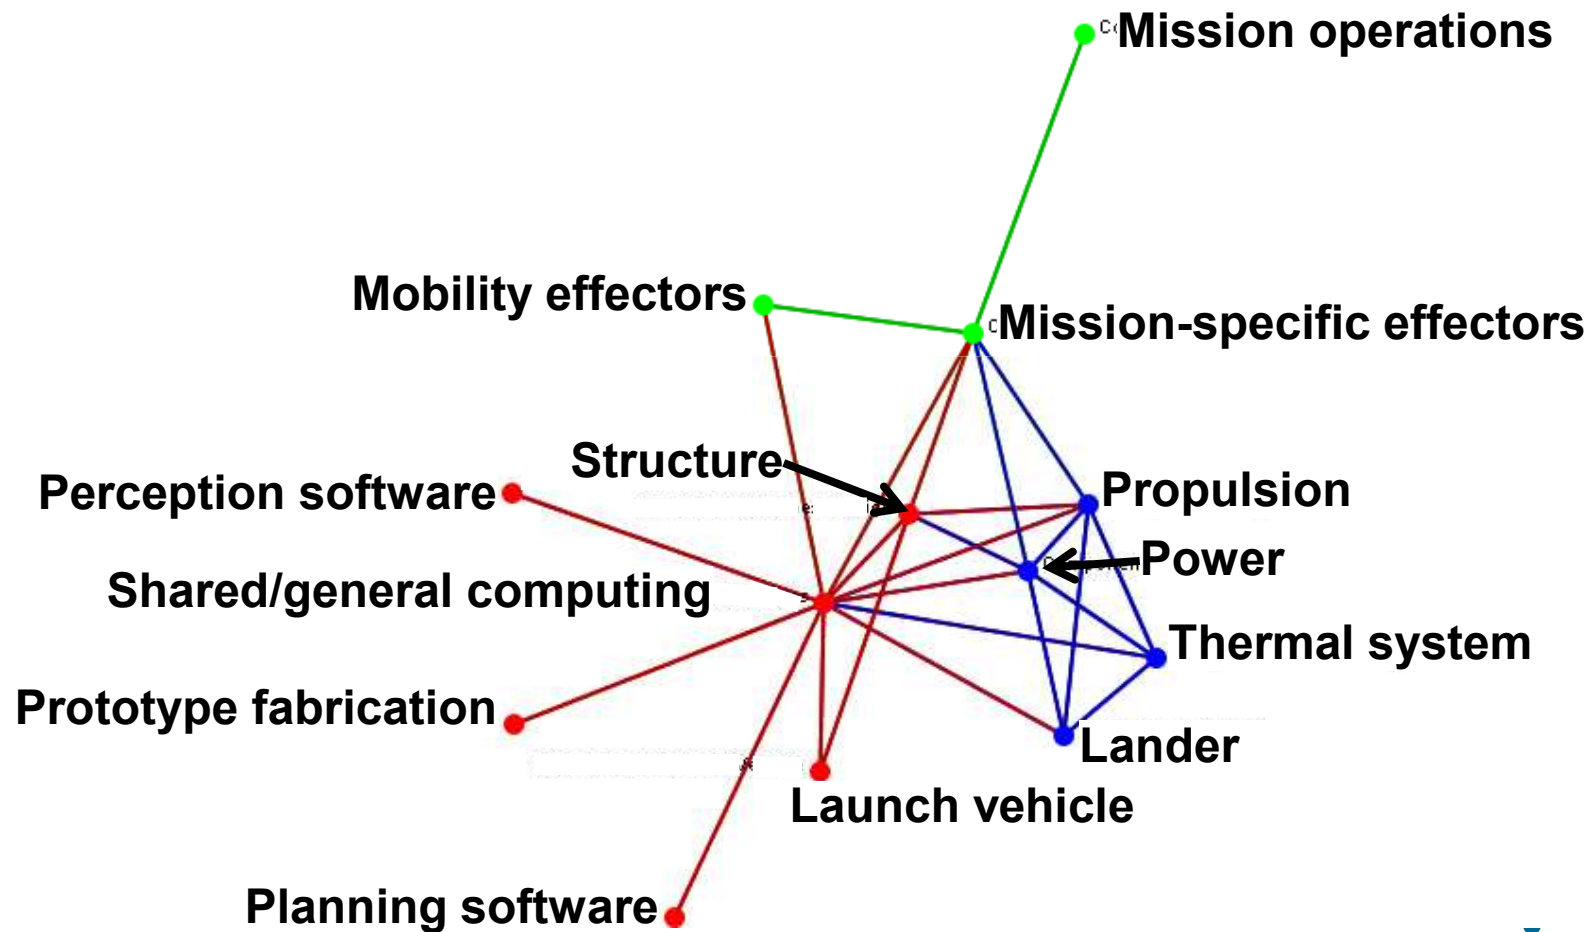 Mission operations
Mobility effectors
Mission-specific effectors
Structure
Perception software
Propulsion
Power
Shared/general computing
Thermal system
Prototype fabrication
Lander
Launch vehicle
Planning software